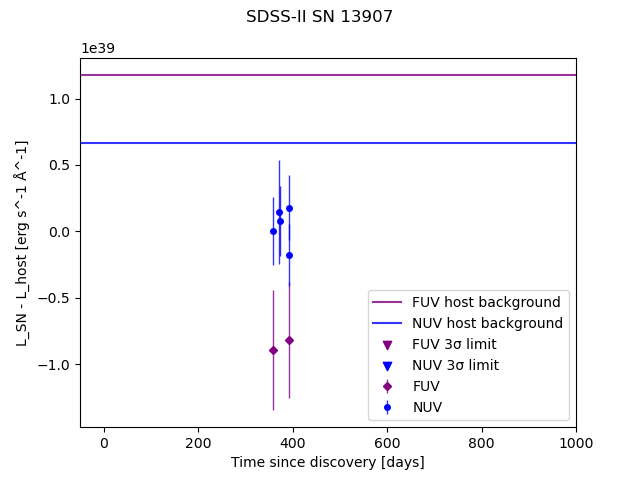 SDSS-II SN 13907
1e39
L_SN - L_host [erg s^-1 Å^-1]
1.0
0.5
0.0
−0.5
−1.0
FUV host background
NUV host background
FUV 3σ limit
NUV 3σ limit
FUV
NUV
0 200 400 600 800 1000
Time since discovery [days]